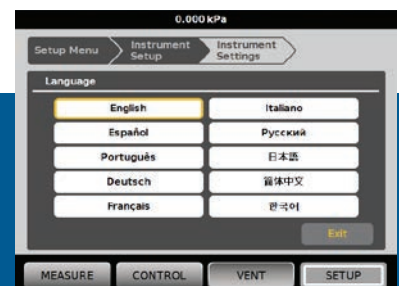 0.000 kPa
Setup Menu
Instrument Setup
Instrument Settings
Language
English
Italiano
Español
Русский
Português
日本語
Deutsch
简体中文
Français
한국어
Exit
MEASURE
CONTROL
VENT
SETUP